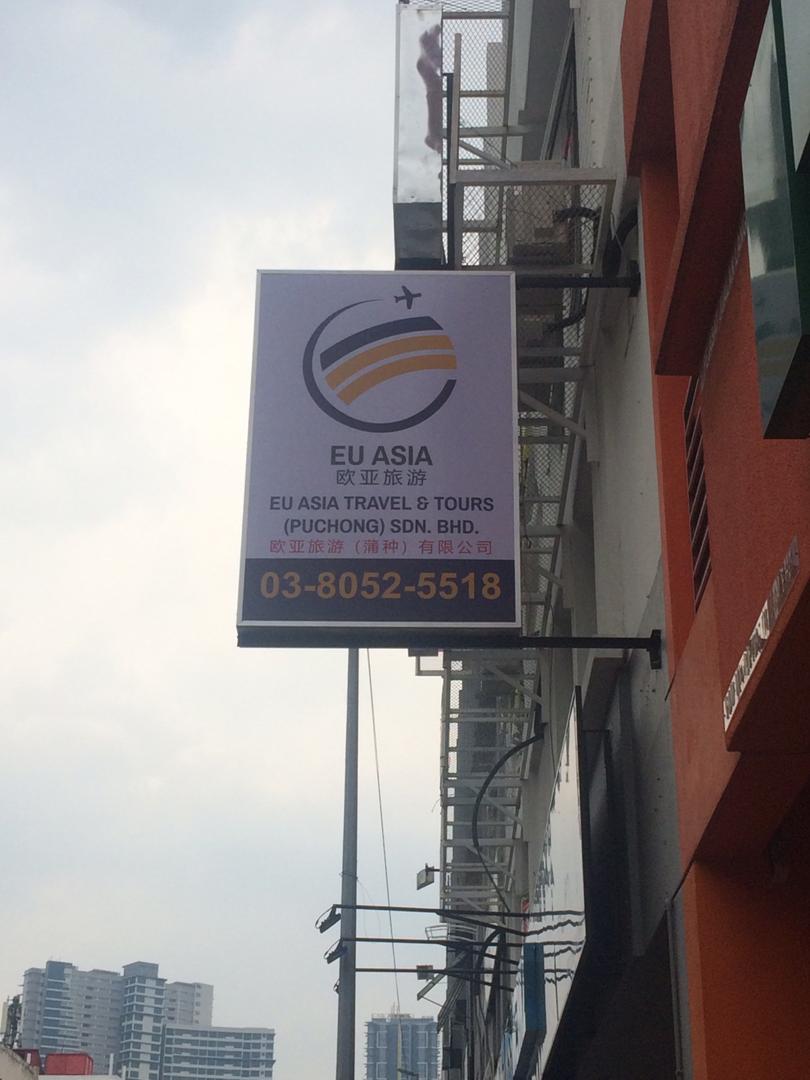 EU ASIA
欧亚旅游
EU ASIA TRAVEL & TOURS
(PUCHONG) SDN. BHD.
欧亚旅游（蒲种）有限公司
03-8052-5518